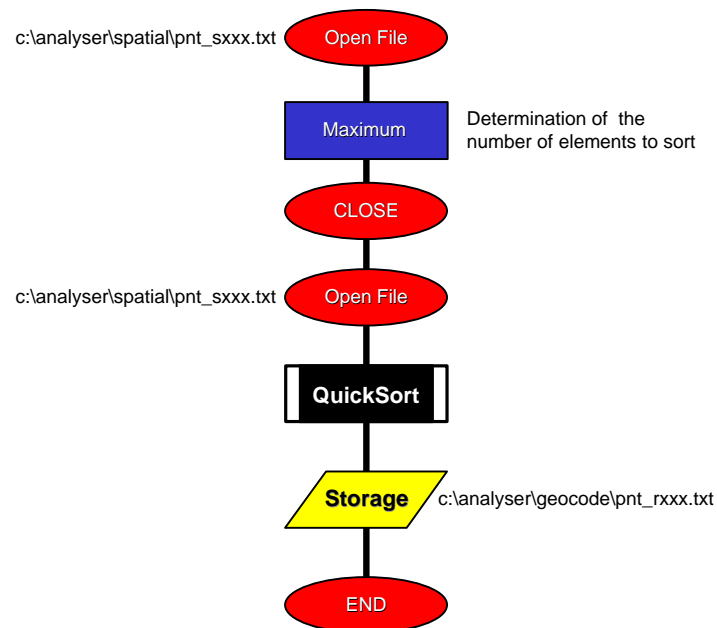 c:\analyser\spatial\pnt_sxxx.txt
Open File
Maximum
Determination of the
number of elements to sort
CLOSE
c:\analyser\spatial\pnt_sxxx.txt
Open File
QuickSort
Storage
c:\analyser\geocode\pnt_rxxx.txt
END